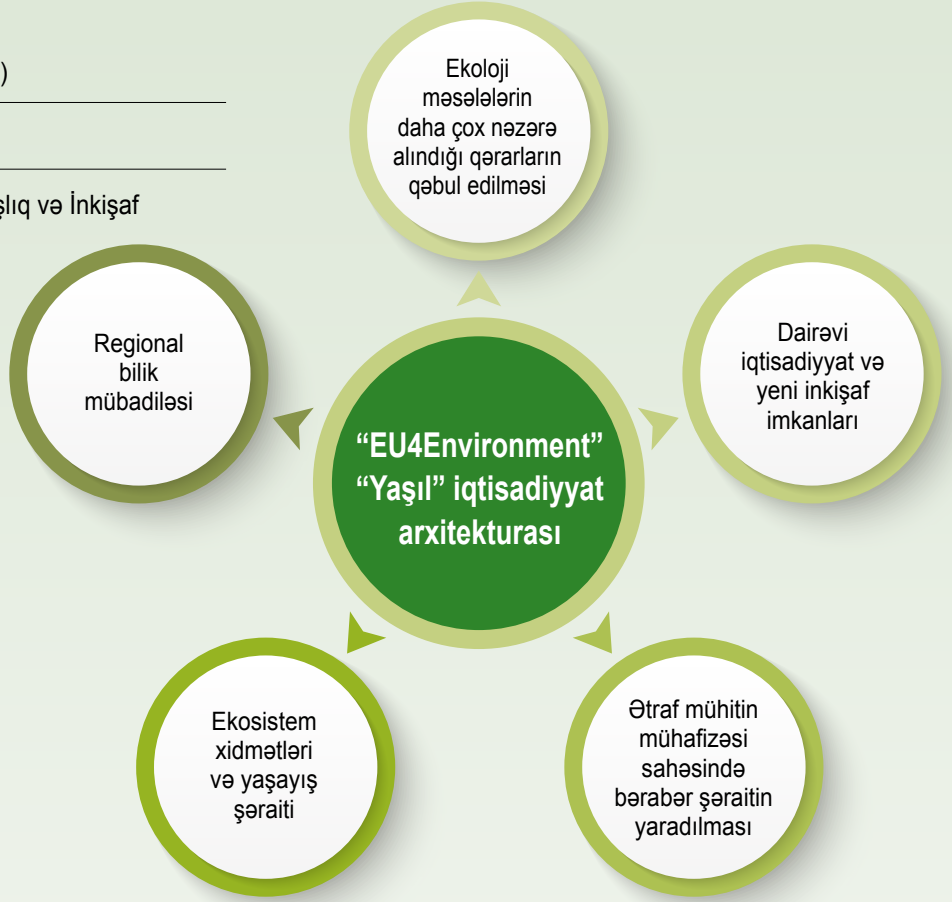 )
şlıq və İnkişaf
Ekoloji
məsələlərin
daha çox nəzərə
alındığı qərarların
qəbul edilməsi
Regional
bilik
mübadiləsi
Dairəvi
iqtisadiyyat və
yeni inkişaf
imkanları
“EU4Environment”
“Yaşıl” iqtisadiyyat
arxitekturası
Ekosistem
xidmətləri
və yaşayış
şəraiti
Ətraf mühitin
mühafizəsi
sahəsində
bərabər şəraitin
yaradılması